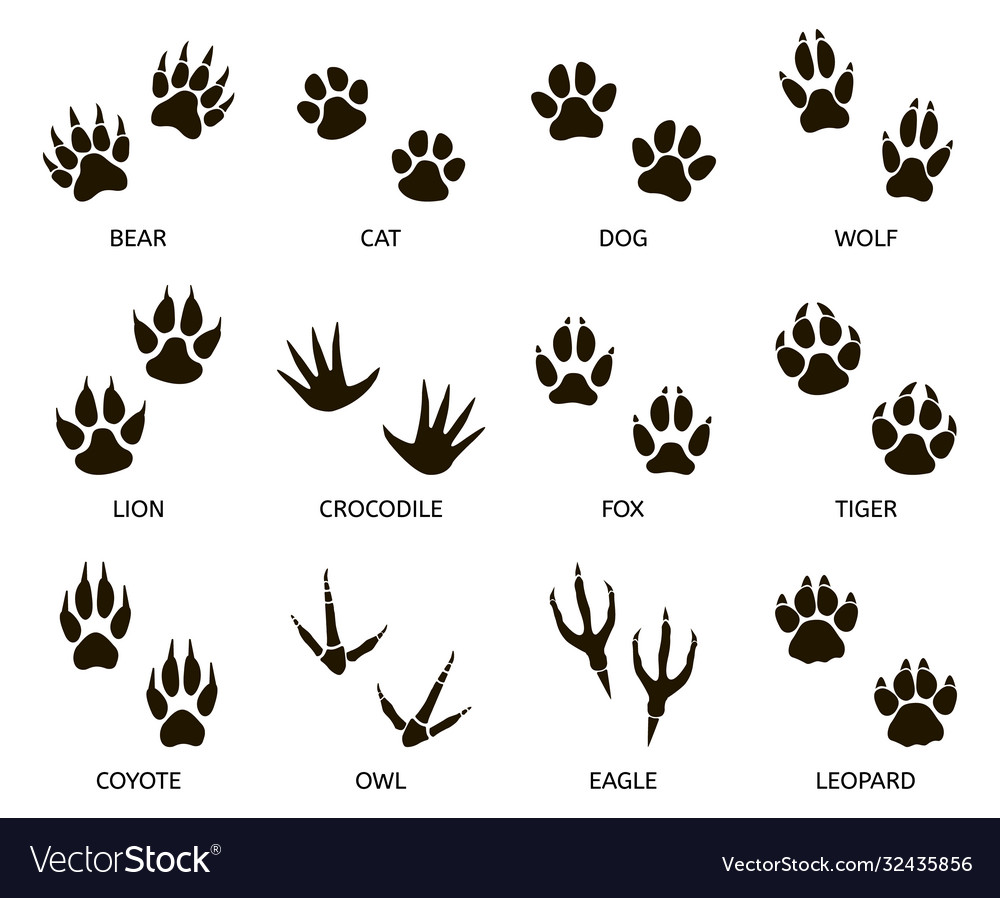 BEAR CAT DOG WOLF
LION CROCODILE FOX TIGER
COYOTE OWL EAGLE LEOPARD
VectorStock® VectorStock.com/32435856